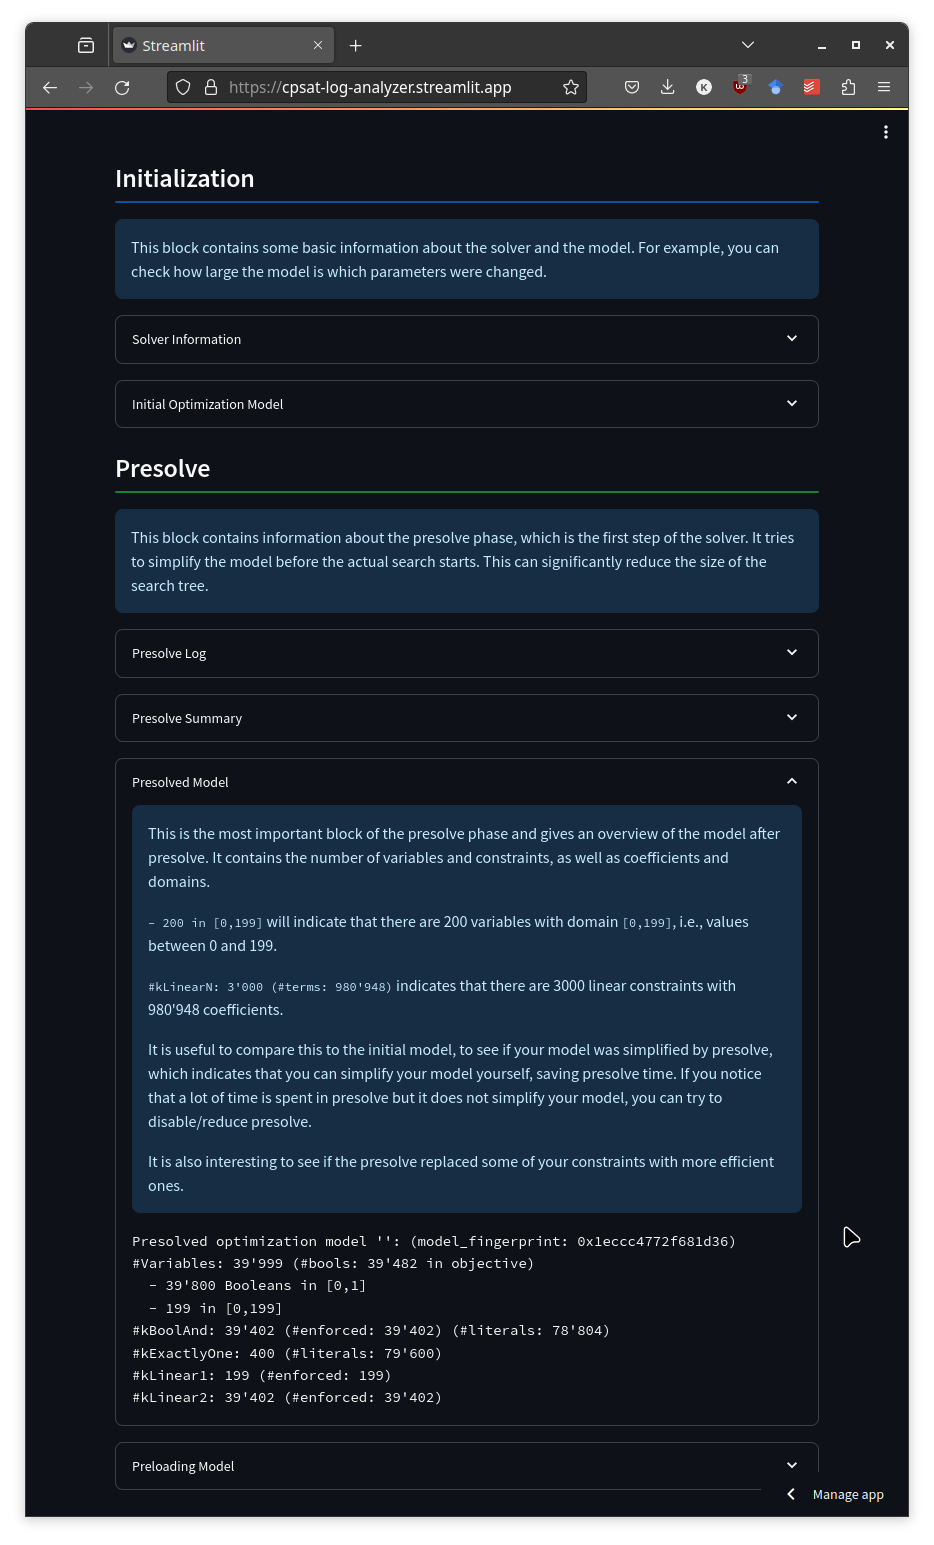 Streamlit
https://cpsat-log-analyzer.streamlit.app
K
3
Initialization
This block contains some basic information about the solver and the model. For example, you can
check how large the model is which parameters were changed.
Solver Information
Initial Optimization Model
Presolve
This block contains information about the presolve phase, which is the first step of the solver. It tries
to simplify the model before the actual search starts. This can significantly reduce the size of the
search tree.
Presolve Log
Presolve Summary
Presolved Model
This is the most important block of the presolve phase and gives an overview of the model after
presolve. It contains the number of variables and constraints, as well as coefficients and
domains.
- 200 in [0,199] will indicate that there are 200 variables with domain [0,199], i.e., values
between 0 and 199.
#kLinearN: 3'000 (#terms: 980'948) indicates that there are 3000 linear constraints with
980'948 coefficients.
It is useful to compare this to the initial model, to see if your model was simplified by presolve,
which indicates that you can simplify your model yourself, saving presolve time. If you notice
that a lot of time is spent in presolve but it does not simplify your model, you can try to
disable/reduce presolve.
It is also interesting to see if the presolve replaced some of your constraints with more efficient
ones.
Presolved optimization model '': (model_fingerprint: 0x1eccc4772f681d36)
#Variables: 39'999 (#bools: 39'482 in objective)
- 39'800 Booleans in [0,1]
- 199 in [0,199]
#kBoolAnd: 39'402 (#enforced: 39'402) (#literals: 78'804)
#kExactlyOne: 400 (#literals: 79'600)
#kLinear1: 199 (#enforced: 199)
#kLinear2: 39'402 (#enforced: 39'402)
Preloading Model
Manage app